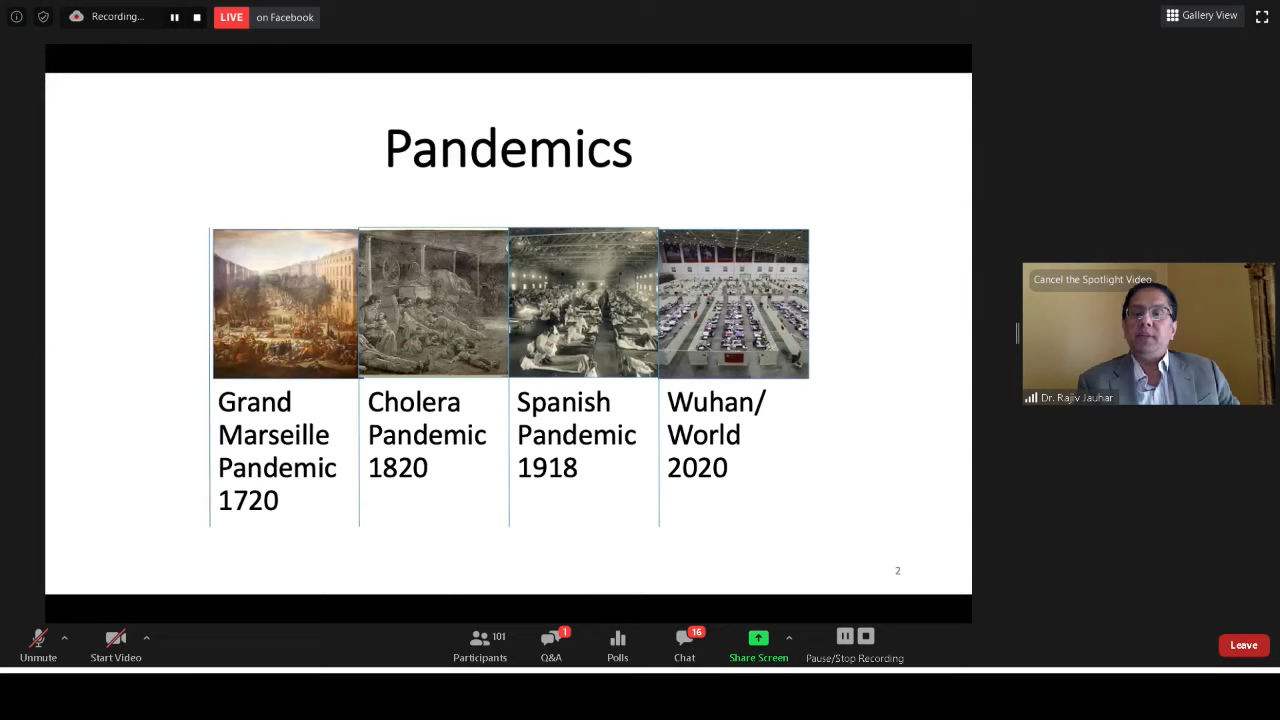 Recording...
LIVE on Facebook
Gallery View
Pandemics
Grand
Marseille
Pandemic
1720
Cholera
Pandemic
1820
Spanish
Pandemic
1918
Wuhan/
World
2020
2
Cancel the Spotlight Video
Dr. Rajiv Jauhar
Unmute
Start Video
101
Participants
1
Q&A
Polls
16
Chat
Share Screen
Pause/Stop Recording
Leave